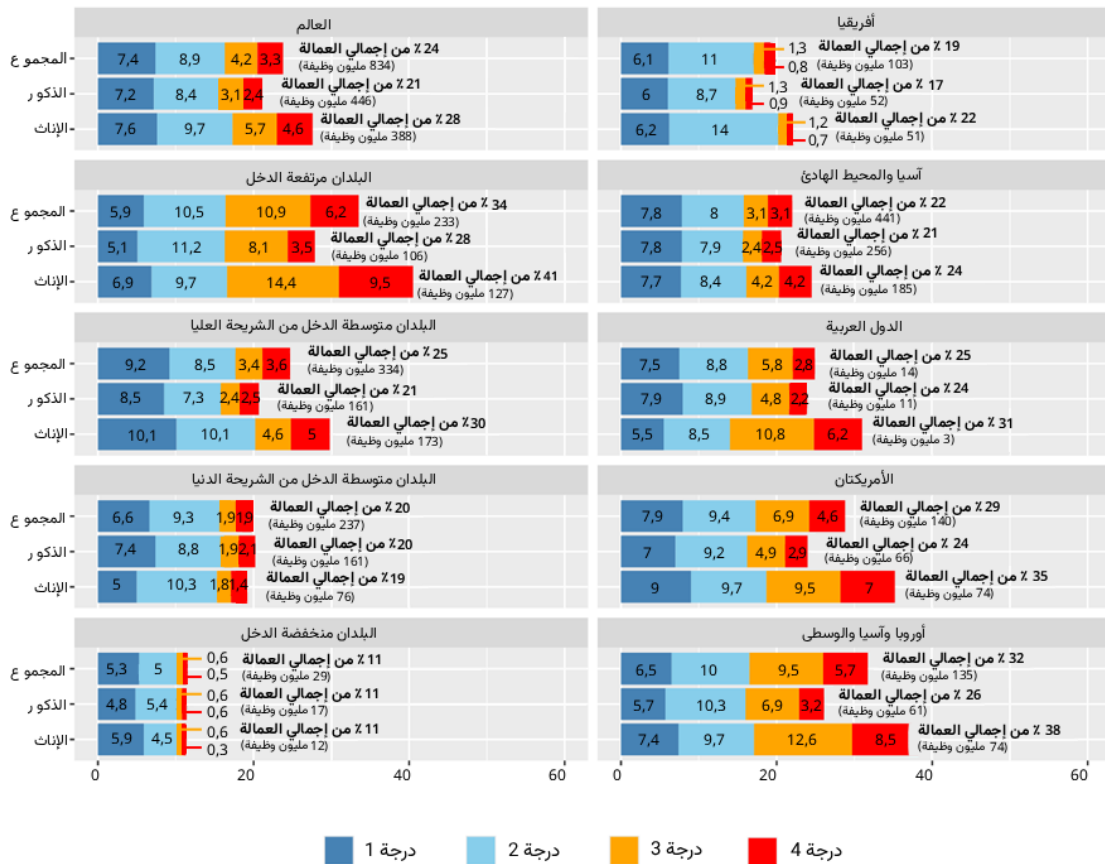 العالم
المجموع
7,4 8,9 4,2 3,3
24 ٪ من إجمالي العمالة
(834 مليون وظيفة)
الذكور
7,2 8,4 3,1 2,4
21 ٪ من إجمالي العمالة
(446 مليون وظيفة)
الإناث
7,6 9,7 5,7 4,6
28 ٪ من إجمالي العمالة
(388 مليون وظيفة)
البلدان مرتفعة الدخل
المجموع
5,9 10,5 10,9 6,2
34 ٪ من إجمالي العمالة
(233 مليون وظيفة)
الذكور
5,1 11,2 8,1 3,5
28 ٪ من إجمالي العمالة
(106 مليون وظيفة)
الإناث
6,9 9,7 14,4 9,5
41 ٪ من إجمالي العمالة
(127 مليون وظيفة)
البلدان متوسطة الدخل من الشريحة العليا
المجموع
9,2 8,5 3,4 3,6
25 ٪ من إجمالي العمالة
(334 مليون وظيفة)
الذكور
8,5 7,3 2,4 2,5
21 ٪ من إجمالي العمالة
(161 مليون وظيفة)
الإناث
10,1 10,1 4,6 5
30 ٪ من إجمالي العمالة
(173 مليون وظيفة)
البلدان متوسطة الدخل من الشريحة الدنيا
المجموع
6,6 9,3 1,9 1,9
20 ٪ من إجمالي العمالة
(237 مليون وظيفة)
الذكور
7,4 8,8 1,9 2,1
20 ٪ من إجمالي العمالة
(161 مليون وظيفة)
الإناث
5 10,3 1,8 1,4
19 ٪ من إجمالي العمالة
(76 مليون وظيفة)
البلدان منخفضة الدخل
المجموع
5,3 5 0,6 0,5
11 ٪ من إجمالي العمالة
(29 مليون وظيفة)
الذكور
4,8 5,4 0,6 0,6
11 ٪ من إجمالي العمالة
(17 مليون وظيفة)
الإناث
5,9 4,5 0,6 0,3
11 ٪ من إجمالي العمالة
(12 مليون وظيفة)
0 20 40 60
أفريقيا
6,1 11 1,3 0,8
19 ٪ من إجمالي العمالة
(103 مليون وظيفة)
6 8,7 1,3 0,9
17 ٪ من إجمالي العمالة
(52 مليون وظيفة)
6,2 14 1,2 0,7
22 ٪ من إجمالي العمالة
(51 مليون وظيفة)
آسيا والمحيط الهادئ
7,8 8 3,1 3,1
22 ٪ من إجمالي العمالة
(441 مليون وظيفة)
7,8 7,9 2,4 2,5
21 ٪ من إجمالي العمالة
(256 مليون وظيفة)
7,7 8,4 4,2 4,2
24 ٪ من إجمالي العمالة
(185 مليون وظيفة)
الدول العربية
7,5 8,8 5,8 2,8
25 ٪ من إجمالي العمالة
(14 مليون وظيفة)
7,9 8,9 4,8 2,2
24 ٪ من إجمالي العمالة
(11 مليون وظيفة)
5,5 8,5 10,8 6,2
31 ٪ من إجمالي العمالة
(3 مليون وظيفة)
الأمريكتان
7,9 9,4 6,9 4,6
29 ٪ من إجمالي العمالة
(140 مليون وظيفة)
7 9,2 4,9 2,9
24 ٪ من إجمالي العمالة
(66 مليون وظيفة)
9 9,7 9,5 7
35 ٪ من إجمالي العمالة
(74 مليون وظيفة)
أوروبا وآسيا والوسطى
6,5 10 9,5 5,7
32 ٪ من إجمالي العمالة
(135 مليون وظيفة)
5,7 10,3 6,9 3,2
26 ٪ من إجمالي العمالة
(61 مليون وظيفة)
7,4 9,7 12,6 8,5
38 ٪ من إجمالي العمالة
(74 مليون وظيفة)
0 20 40 60
درجة 1 درجة 2 درجة 3 درجة 4